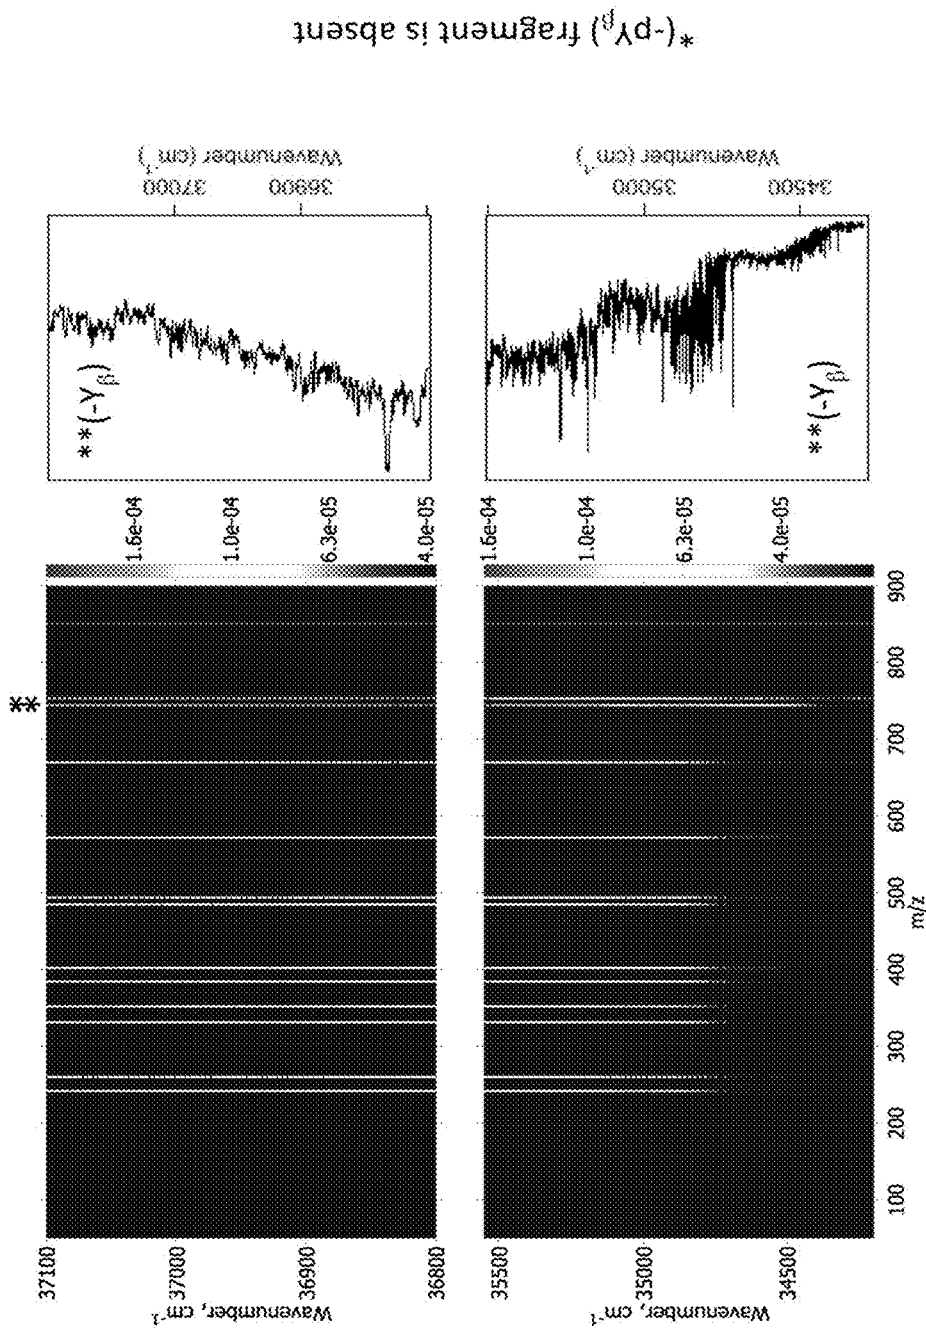 *(-pYβ) fragment is absent
Wavenumber (cm⁻¹)
37000
36900
**(-Yβ)
1.6e-04
1.0e-04
6.3e-05
4.0e-05
**
37100
37000
36900
36800
Wavenumber, cm⁻¹
Wavenumber (cm⁻¹)
35000
34500
**(-Yβ)
1.6e-04
1.0e-04
6.3e-05
4.0e-05
35500
35000
34500
Wavenumber, cm⁻¹
100
200
300
400
500
600
700
800
900
m/z